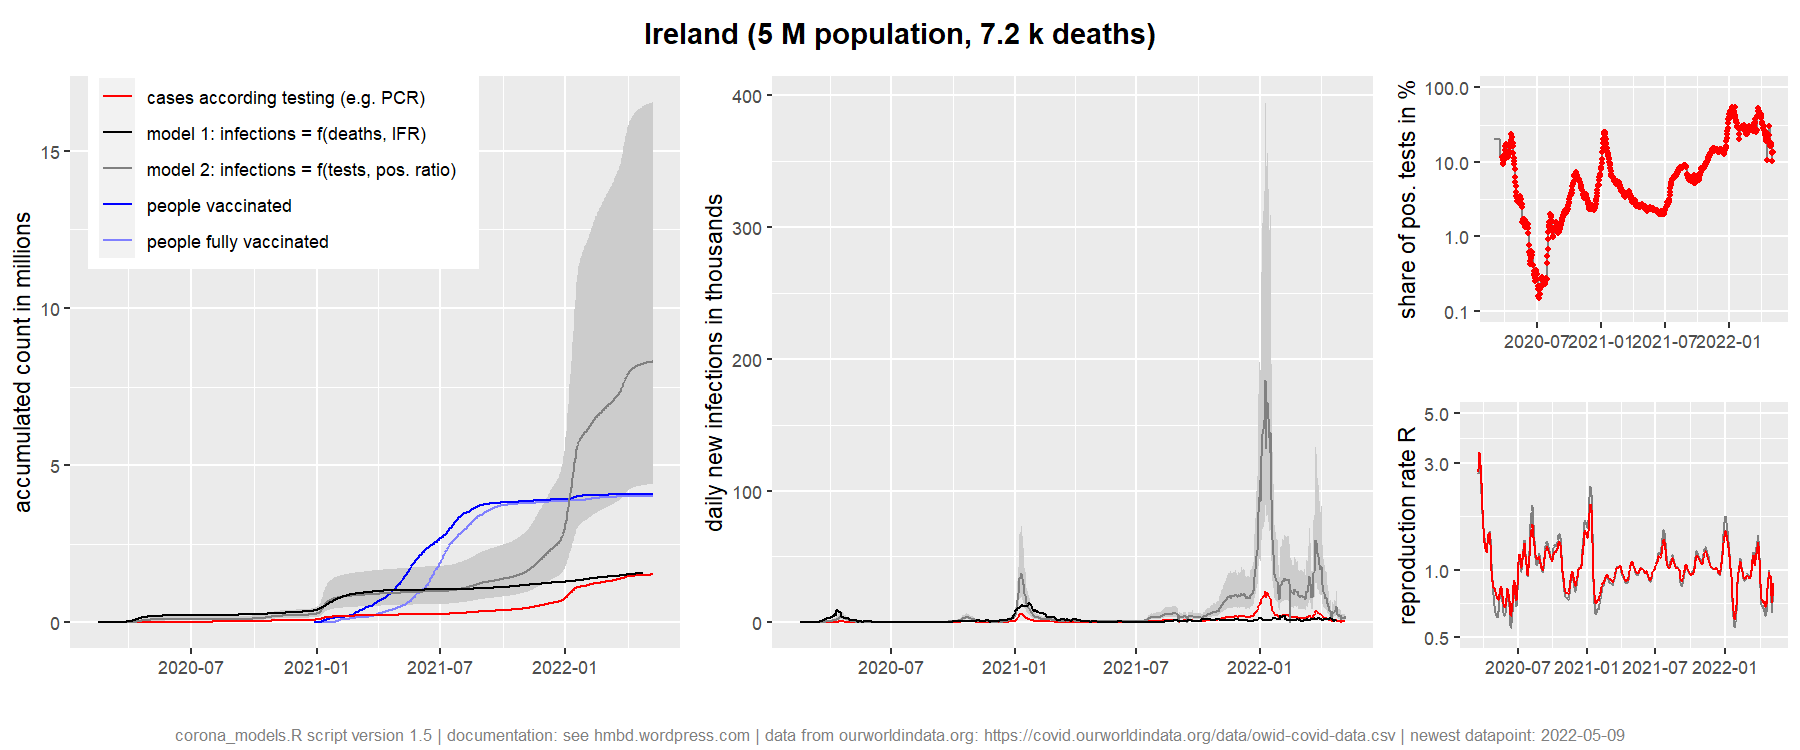 Ireland (5 M population, 7.2 k deaths)
accumulated count in millions
15
10
5
0
2020-07 2021-01 2021-07 2022-01
cases according testing (e.g. PCR)
model 1: infections = f(deaths, IFR)
model 2: infections = f(tests, pos. ratio)
people vaccinated
people fully vaccinated
daily new infections in thousands
400
300
200
100
0
2020-07 2021-01 2021-07 2022-01
share of pos. tests in %
100.0
10.0
1.0
0.1
2020-07 2021-01 2021-07 2022-01
reproduction rate R
5.0
3.0
1.0
0.5
2020-07 2021-01 2021-07 2022-01
corona_models.R script version 1.5 | documentation: see hmbd.wordpress.com | data from ourworldindata.org: https://covid.ourworldindata.org/data/owid-covid-data.csv | newest datapoint: 2022-05-09